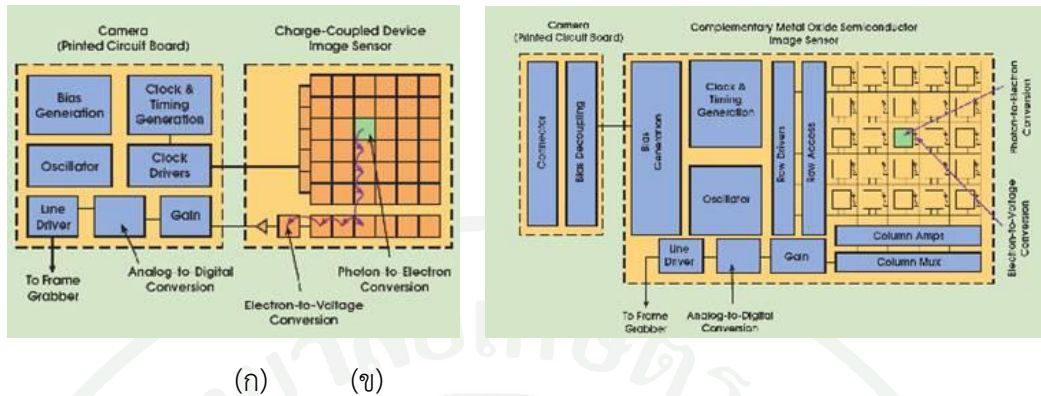 Camera
(Printed Circuit Board)
Charge-Coupled Device
Image Sensor
Bias
Generation
Clock &
Timing
Generation
Oscillator
Clock
Drivers
Line
Driver
Gain
To Frame
Grabber
Analog-to-Digital
Conversion
Electron-to-Voltage
Conversion
Photon-to-Electron
Conversion
Camera
(Printed Circuit Board)
Complementary Metal Oxide Semiconductor
Image Sensor
Connector
Bias Decoupling
Bias
Generation
Clock &
Timing
Generation
Oscillator
Row Drivers
Row Access
Line
Driver
Gain
Column Amps
Column Mux
To Frame
Grabber
Analog-to-Digital
Conversion
Photon-to-Electron
Conversion
Electron-to-Voltage
Conversion
(ก) (ข)